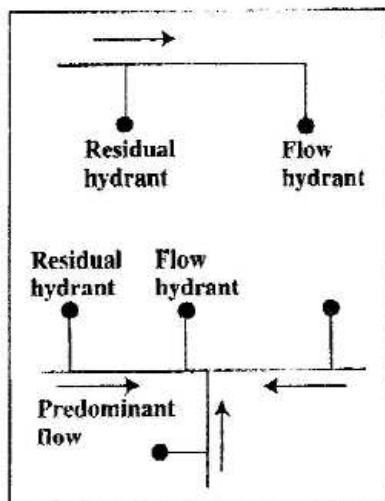 Residual
hydrant
Flow
hydrant
Residual
hydrant
Flow
hydrant
Predominant
flow